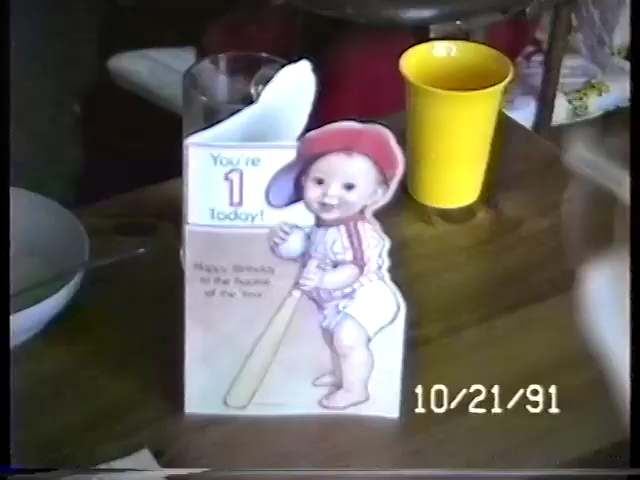 You're
1
Today!
Happy Birthday
to the Rookie
of the Year
10/21/91